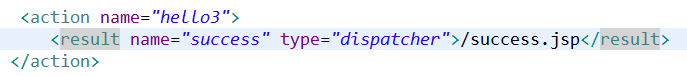 <action name="hello3">
<result name="success" type="dispatcher">/success.jsp</result>
</action>